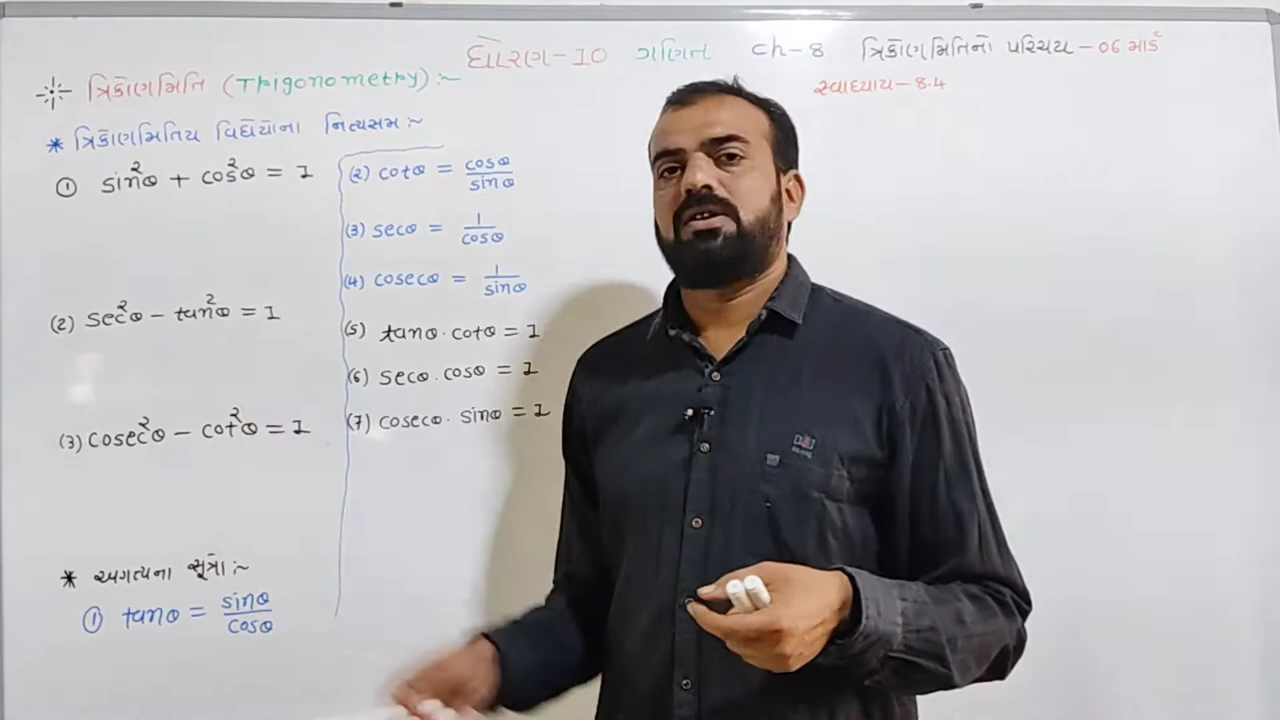 ધોરણ-10 ગણિત ch-8 ત્રિકોણમિતિનો પરિચય - 06 માર્ક
સ્વાધ્યાય-8.4
ત્રિકોણમિતિ (Trigonometry) :~
* ત્રિકોણમિતિય વિધેયોના નિત્યસમ :~
① sin²θ + cos²θ = 1
(2) sec²θ - tan²θ = 1
(3) cosec²θ - cot²θ = 1
* અગત્યના સૂત્રો :~
① tanθ = sinθ/cosθ
(2) cotθ = cosθ/sinθ
(3) secθ = 1/cosθ
(4) cosecθ = 1/sinθ
(5) tanθ · cotθ = 1
(6) secθ · cosθ = 1
(7) cosecθ · sinθ = 1